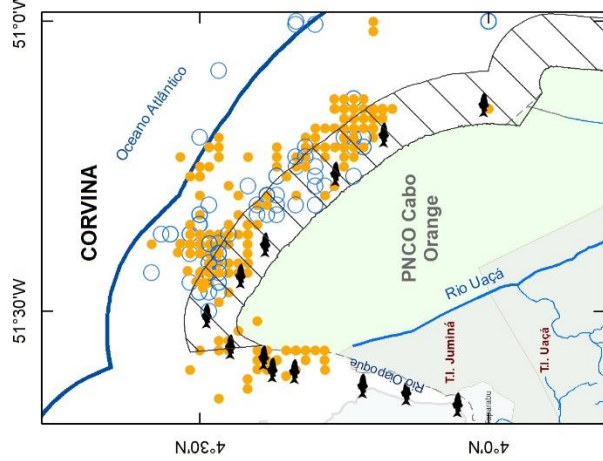 51°0'W
Oceano Atlântico
CORVINA
PNCO Cabo
Orange
51°30'W
Rio Uaçá
Rio Oiapoque
T.I. Juminá
T.I. Uaçá
4°30'N
4°0'N